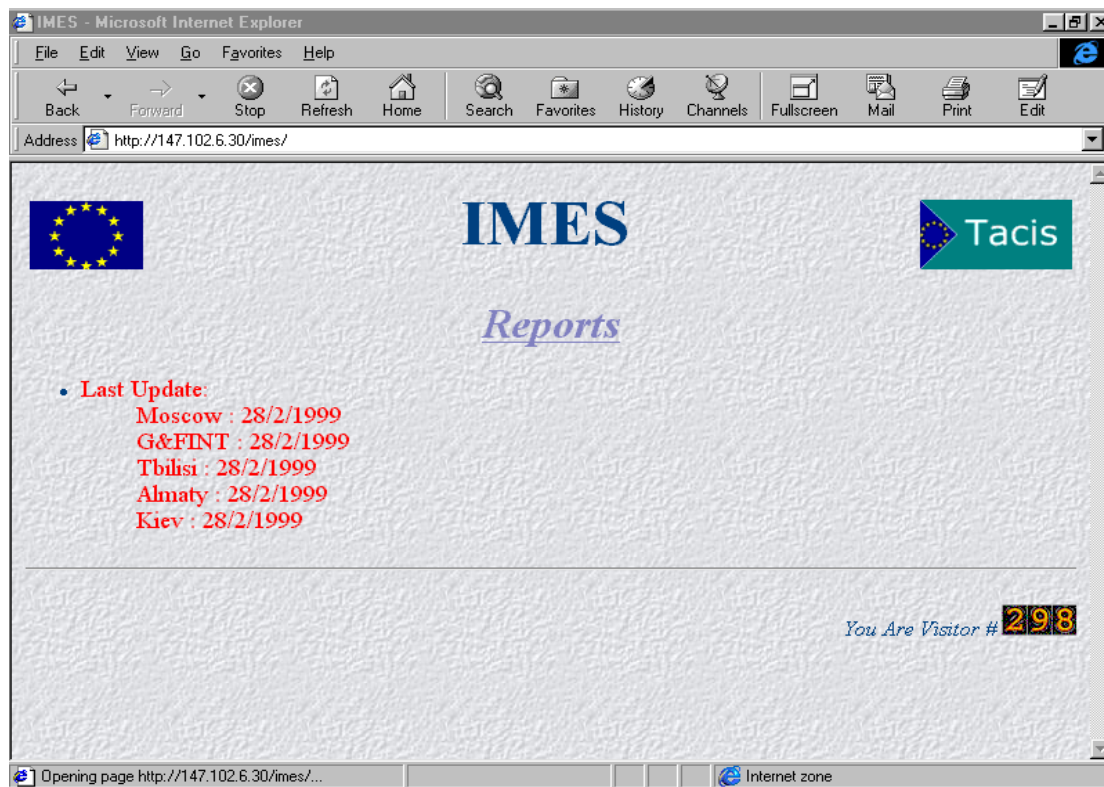 IMES - Microsoft Internet Explorer
File Edit View Go Favorites Help
Back Forward Stop Refresh Home Search Favorites History Channels Fullscreen Mail Print Edit
Address http://147.102.6.30/imes/
IMES
Tacis
Reports
• Last Update:
Moscow : 28/2/1999
G&FINT : 28/2/1999
Tbilisi : 28/2/1999
Almaty : 28/2/1999
Kiev : 28/2/1999
You Are Visitor # 298
Opening page http://147.102.6.30/imes/... Internet zone